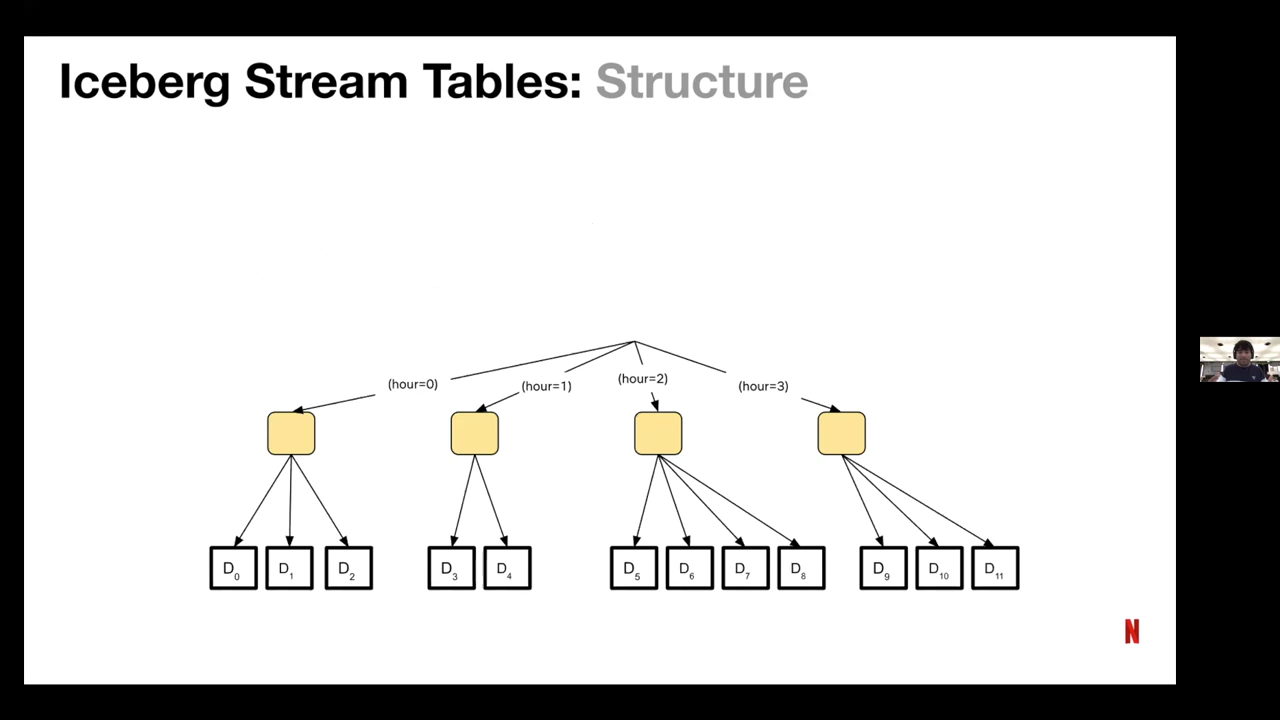 Iceberg Stream Tables: Structure
(hour=0) (hour=1) (hour=2) (hour=3)
D0 D1 D2 D3 D4 D5 D6 D7 D8 D9 D10 D11
N